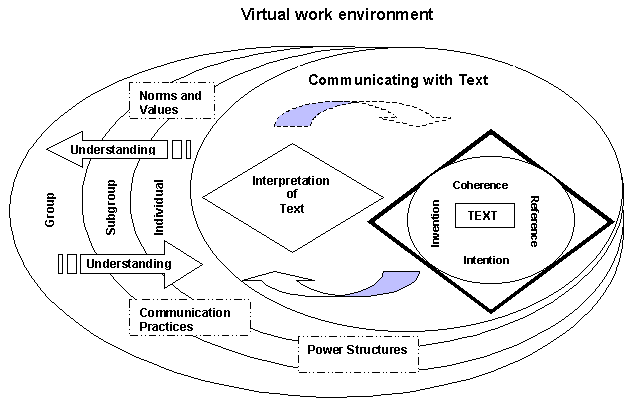 Virtual work environment
Communicating with Text
Norms and
Values
Understanding
Interpretation
of
Text
Group
Subgroup
Individual
Coherence
Invention
TEXT
Reference
Intention
Understanding
Communication
Practices
Power Structures